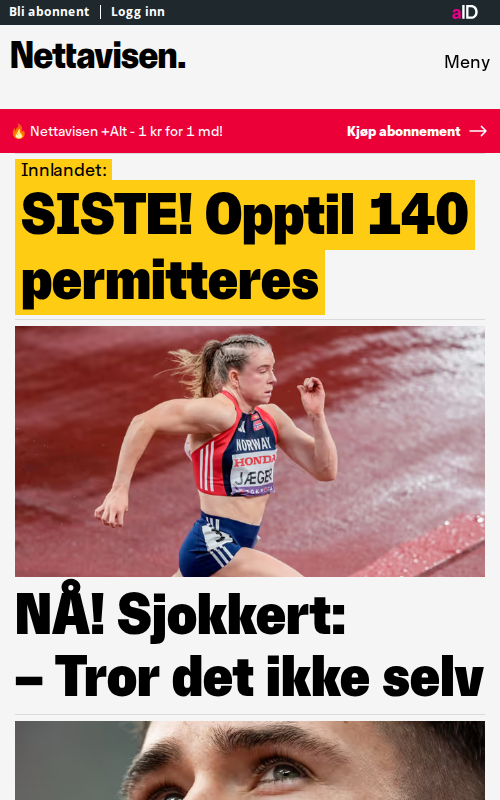 Bli abonnent | Logg inn
aID
Nettavisen.
Meny
🔥 Nettavisen +Alt - 1 kr for 1 md!
Kjøp abonnement →
Innlandet:
SISTE! Opptil 140
permitteres
NORWAY
HONDA
JÆGER
NÅ! Sjokkert:
– Tror det ikke selv